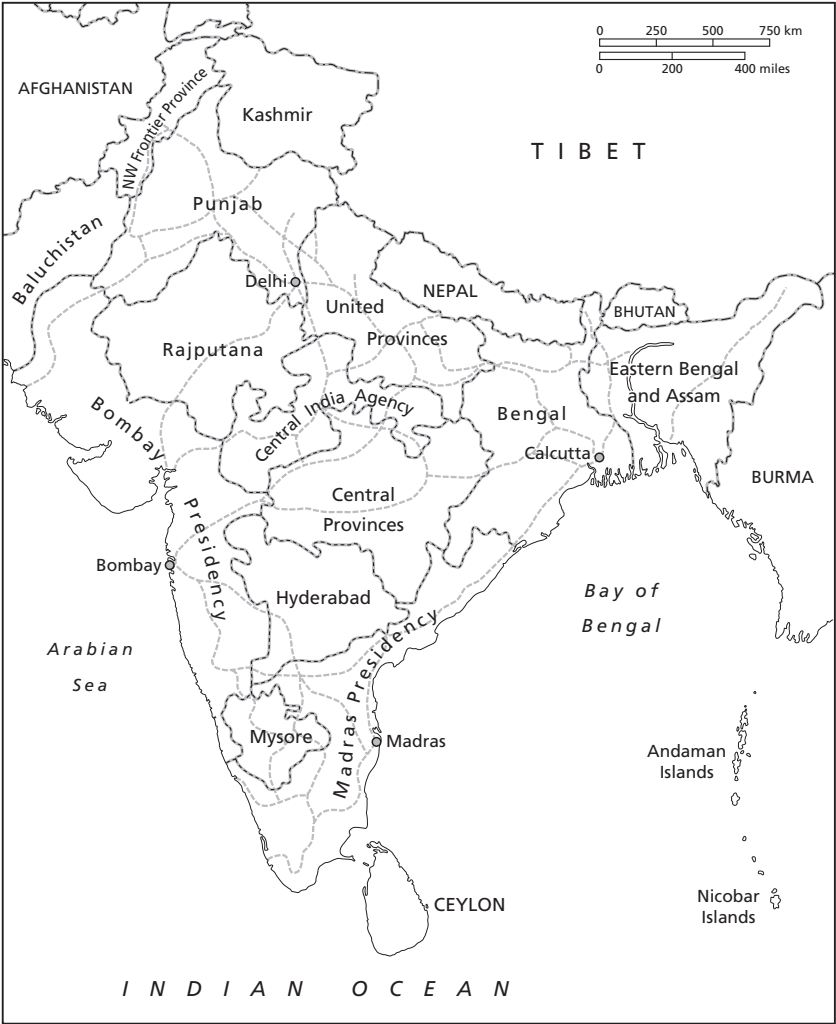 0 250 500 750 km
0 200 400 miles
AFGHANISTAN
NW Frontier Province
Kashmir
TIBET
Punjab
Baluchistan
Delhi
NEPAL
BHUTAN
United
Provinces
Rajputana
Eastern Bengal
and Assam
Bombay
Presidency
Central India Agency
Bengal
Calcutta
BURMA
Central
Provinces
Bombay
Hyderabad
Bay of
Bengal
Arabian
Sea
Madras Presidency
Mysore
Madras
Andaman
Islands
CEYLON
Nicobar
Islands
INDIAN OCEAN